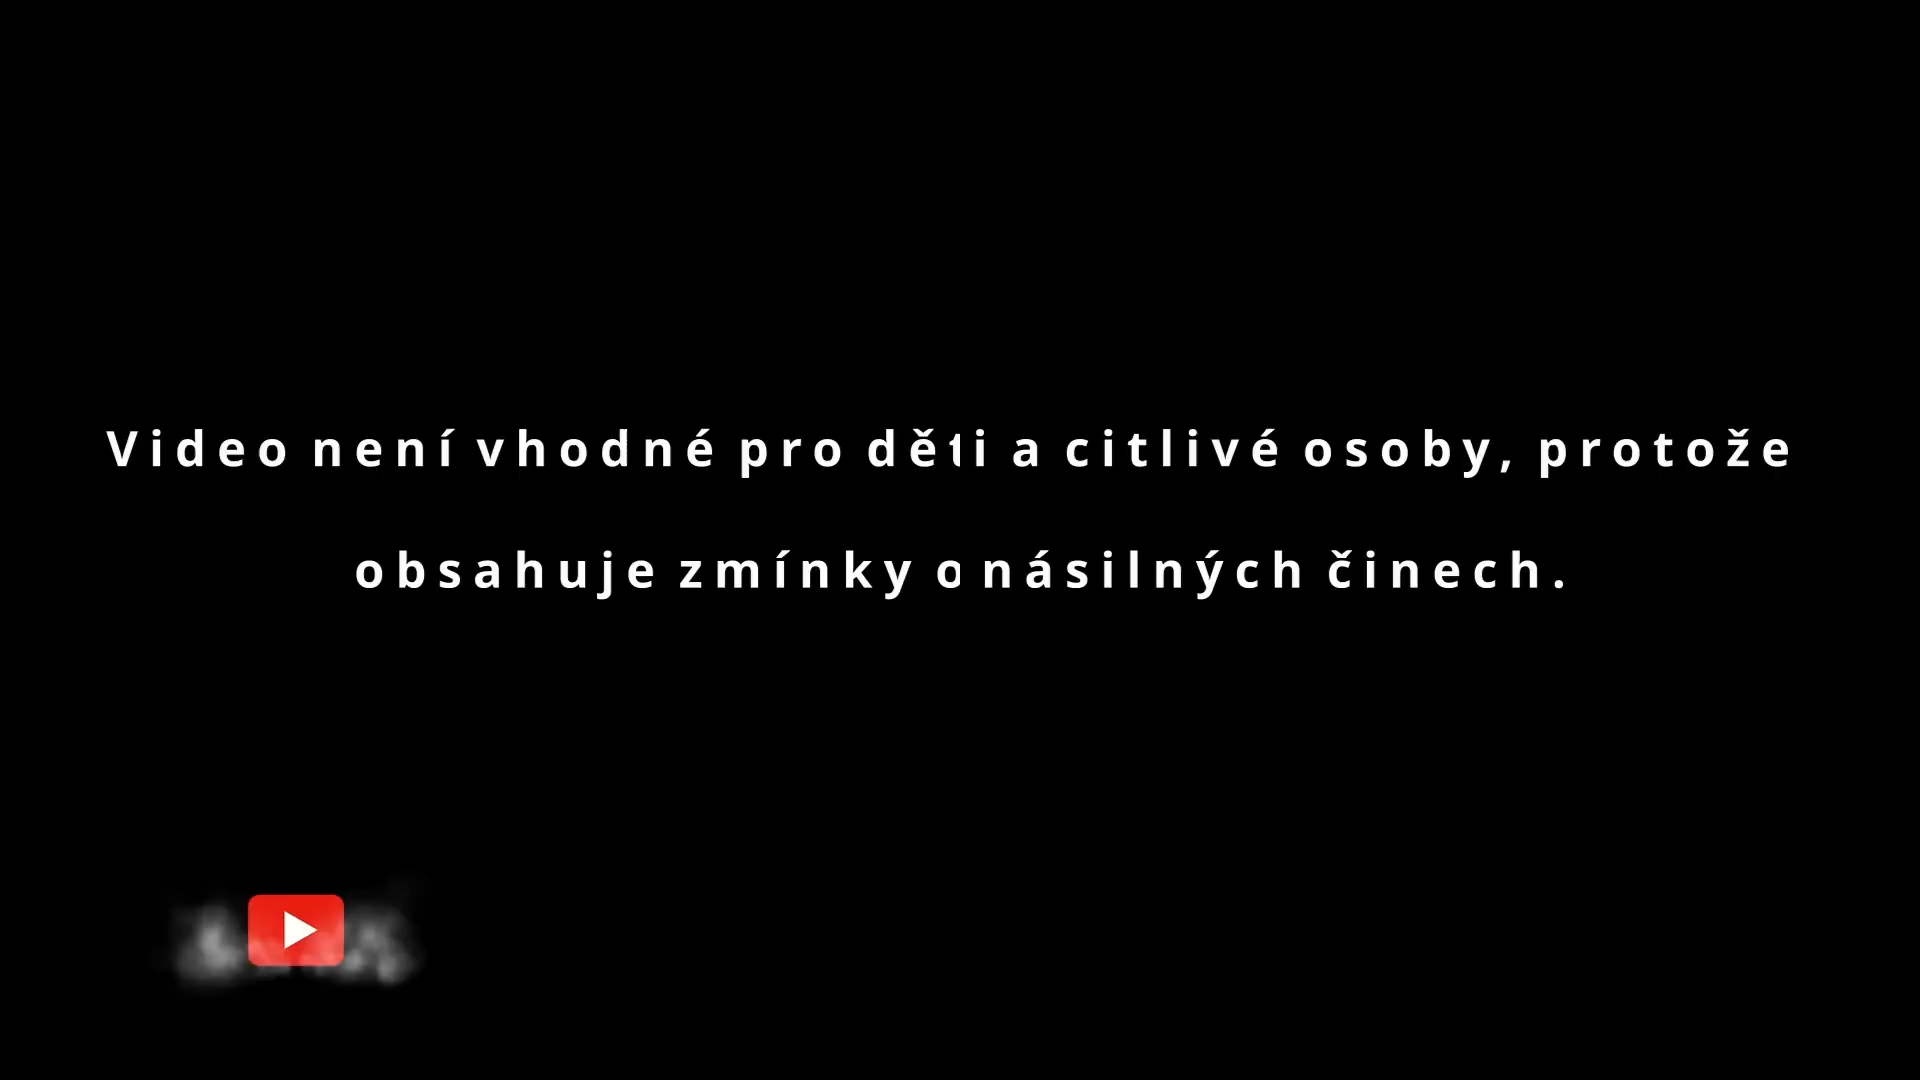 Video není vhodné pro děti a citlivé osoby, protože
obsahuje zmínky o násilných činech.